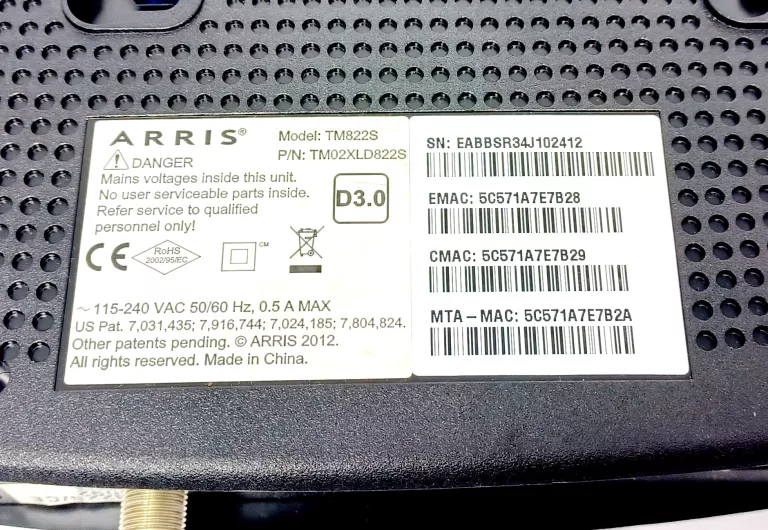 ARRIS®
Model: TM822S
P/N: TM02XLD822S
DANGER
Mains voltages inside this unit.
No user serviceable parts inside.
Refer service to qualified
personnel only!
D3.0
CE
RoHS
2002/95/EC
CM
~ 115-240 VAC 50/60 Hz, 0.5 A MAX
US Pat. 7,031,435; 7,916,744; 7,024,185; 7,804,824.
Other patents pending. © ARRIS 2012.
All rights reserved. Made in China.
SN: EABBSR34J102412
EMAC: 5C571A7E7B28
CMAC: 5C571A7E7B29
MTA-MAC: 5C571A7E7B2A